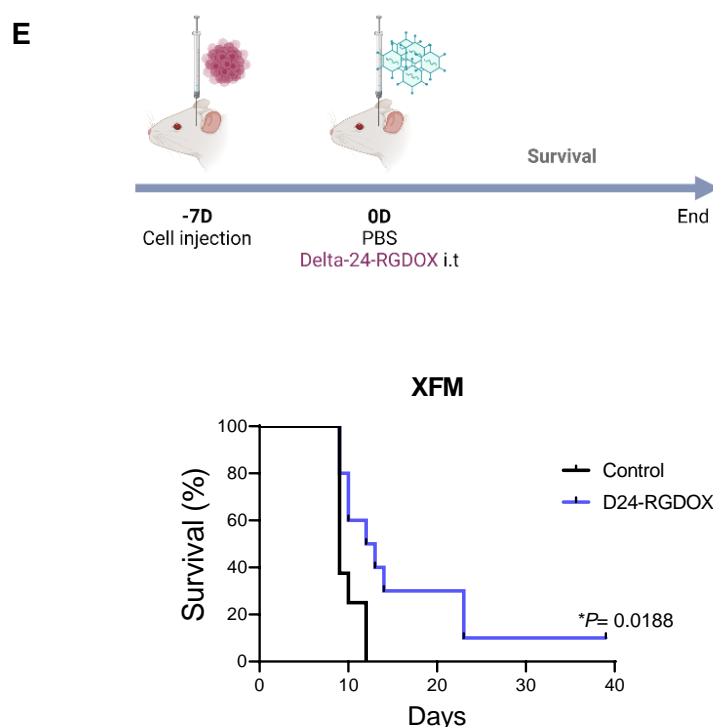 E
Survival
-7D
Cell injection
0D
PBS
Delta-24-RGDOX i.t
End
XFM
Survival (%)
100
80
60
40
20
0
Control
D24-RGDOX
*P= 0.0188
0 10 20 30 40
Days